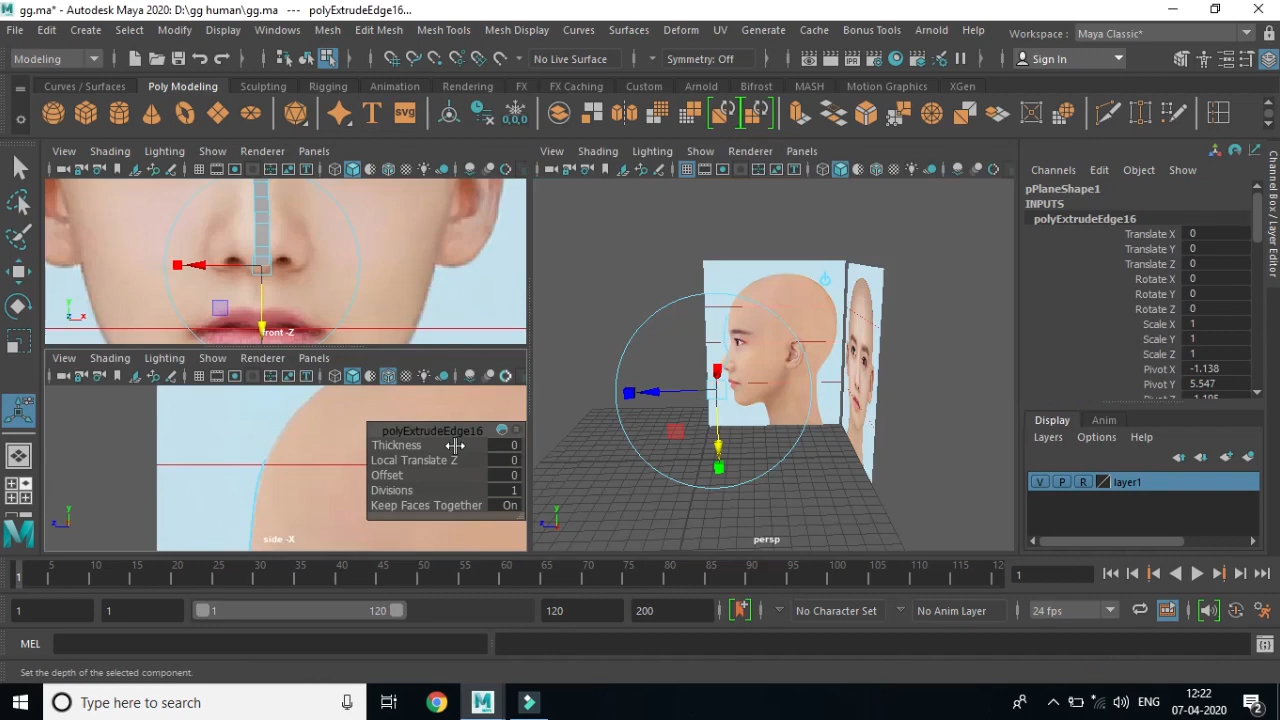 gg.ma* - Autodesk Maya 2020: D:\gg human\gg.ma --- polyExtrudeEdge16...
File Edit Create Select Modify Display Windows Mesh Edit Mesh Mesh Tools Mesh Display Curves Surfaces Deform UV Generate Cache Bonus Tools Arnold Help Workspace : Maya Classic*
Modeling No Live Surface Symmetry: Off Sign In
Curves / Surfaces Poly Modeling Sculpting Rigging Animation Rendering FX FX Caching Custom Arnold Bifrost MASH Motion Graphics XGen
View Shading Lighting Show Renderer Panels
View Shading Lighting Show Renderer Panels
front -Z
View Shading Lighting Show Renderer Panels
polyExtrudeEdge16
Thickness 0
Local Translate Z 0
Offset 0
Divisions 1
Keep Faces Together On
side -X
persp
Channels Edit Object Show
pPlaneShape1
INPUTS
polyExtrudeEdge16
Translate X 0
Translate Y 0
Translate Z 0
Rotate X 0
Rotate Y 0
Rotate Z 0
Scale X 1
Scale Y 1
Scale Z 1
Pivot X -1.138
Pivot Y 5.547
Channel Box / Layer Editor
Display Anim
Layers Options Help
V P R layer1
1 5 10 15 20 25 30 35 40 45 50 55 60 65 70 75 80 85 90 95 100 105 110 115 12 1
1 1 1 120 120 200 No Character Set No Anim Layer 24 fps
MEL
Set the depth of the selected component.
Type here to search ENG 12:22
07-04-2020 2